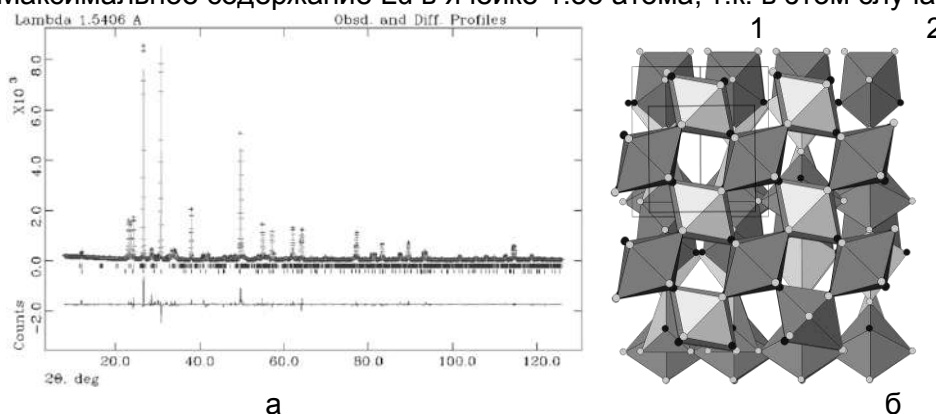 Максимальное содержание Ln в ячейке 1.33 атома, т.к. в этом случа
Lambda 1.5406 A Obsd. and Diff. Profiles
1 2
X10 3
8.0
6.0
4.0
2.0
0.0
-2.0
Counts
20.0 40.0 60.0 80.0 100.0 120.0
2Θ, deg
а б